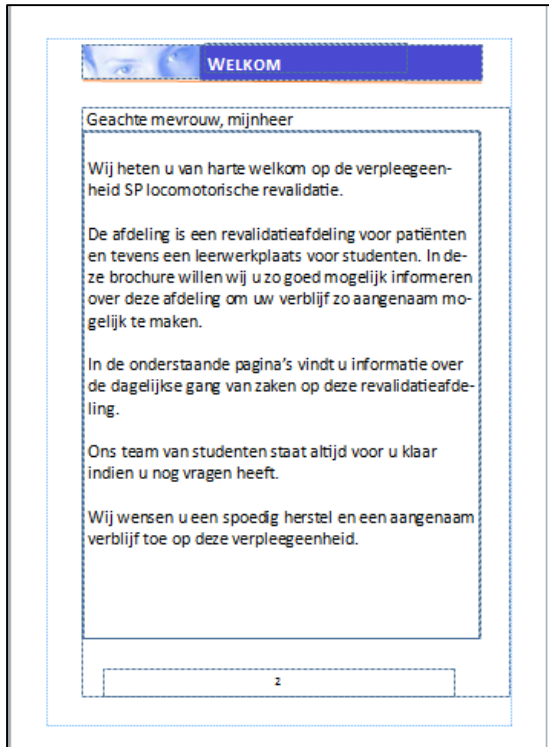 WELKOM
Geachte mevrouw, mijnheer
Wij heten u van harte welkom op de verpleegeen-
heid SP locomotorische revalidatie.
De afdeling is een revalidatieafdeling voor patiënten
en tevens een leerwerkplaats voor studenten. In de-
ze brochure willen wij u zo goed mogelijk informeren
over deze afdeling om uw verblijf zo aangenaam mo-
gelijk te maken.
In de onderstaande pagina's vindt u informatie over
de dagelijkse gang van zaken op deze revalidatieafde-
ling.
Ons team van studenten staat altijd voor u klaar
indien u nog vragen heeft.
Wij wensen u een spoedig herstel en een aangenaam
verblijf toe op deze verpleegeenheid.
2